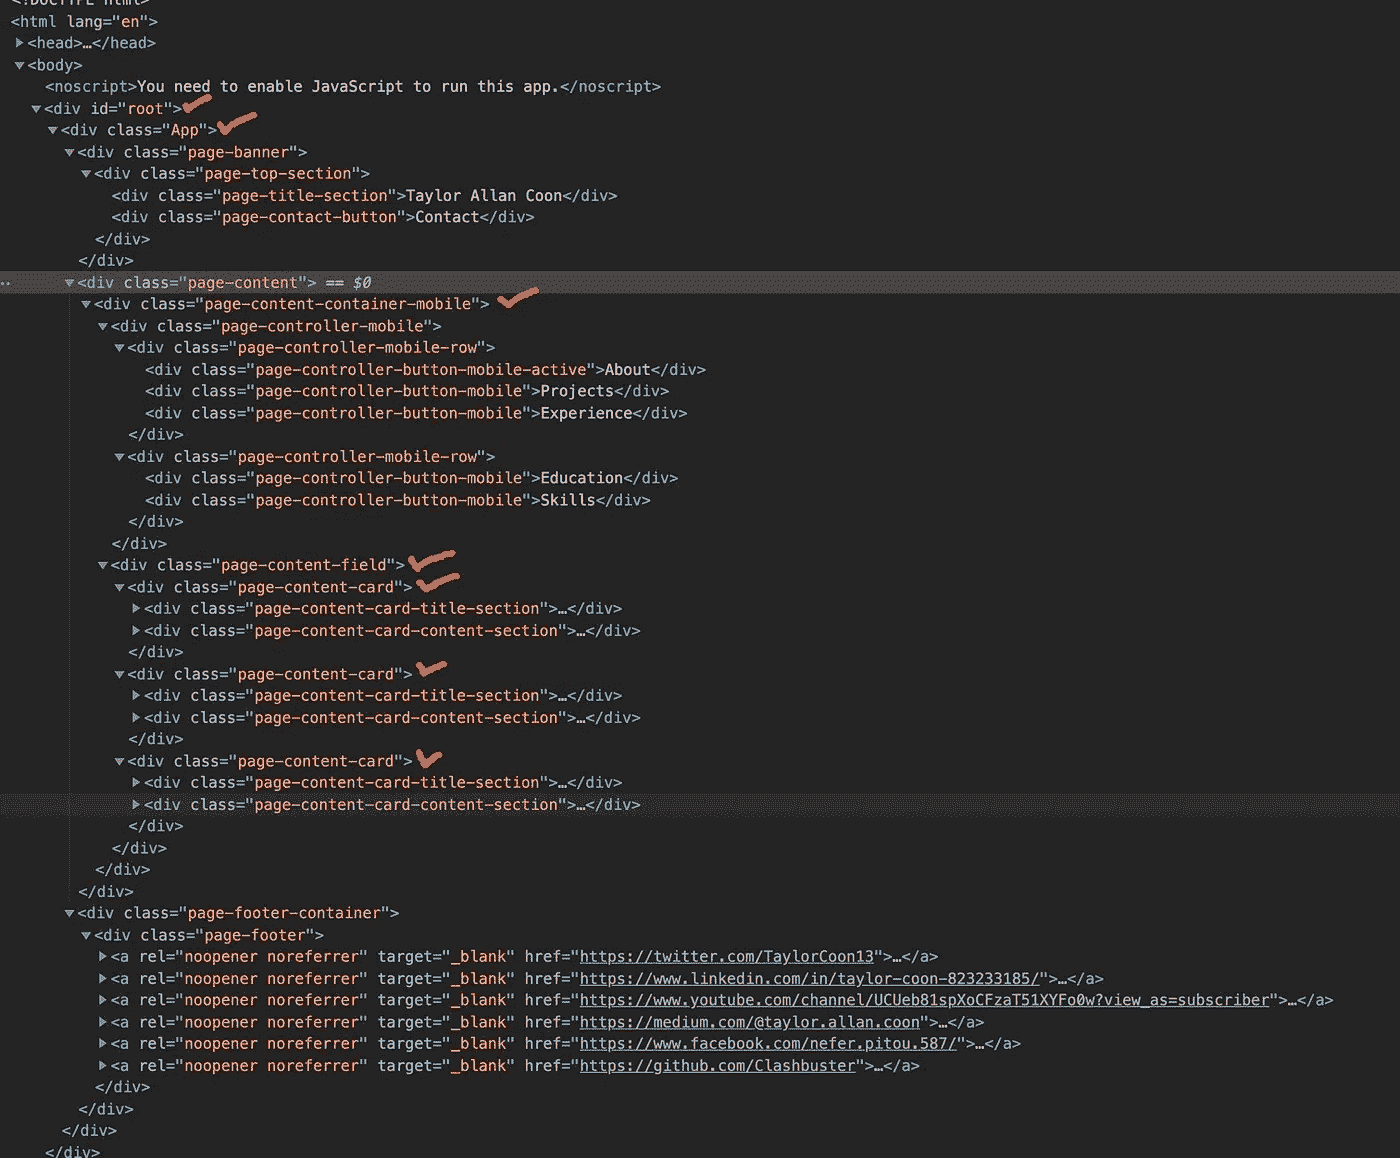 <!DOCTYPE html>
<html lang="en">
▶<head>…</head>
▼<body>
<noscript>You need to enable JavaScript to run this app.</noscript>
▼<div id="root">
▼<div class="App">
▼<div class="page-banner">
▼<div class="page-top-section">
<div class="page-title-section">Taylor Allan Coon</div>
<div class="page-contact-button">Contact</div>
</div>
</div>
▼<div class="page-content"> == $0
▼<div class="page-content-container-mobile">
▼<div class="page-controller-mobile">
▼<div class="page-controller-mobile-row">
<div class="page-controller-button-mobile-active">About</div>
<div class="page-controller-button-mobile">Projects</div>
<div class="page-controller-button-mobile">Experience</div>
</div>
▼<div class="page-controller-mobile-row">
<div class="page-controller-button-mobile">Education</div>
<div class="page-controller-button-mobile">Skills</div>
</div>
</div>
▼<div class="page-content-field">
▼<div class="page-content-card">
▶<div class="page-content-card-title-section">…</div>
▶<div class="page-content-card-content-section">…</div>
</div>
▼<div class="page-content-card">
▶<div class="page-content-card-title-section">…</div>
▶<div class="page-content-card-content-section">…</div>
</div>
▼<div class="page-content-card">
▶<div class="page-content-card-title-section">…</div>
▶<div class="page-content-card-content-section">…</div>
</div>
</div>
</div>
</div>
▼<div class="page-footer-container">
▼<div class="page-footer">
▶<a rel="noopener noreferrer" target="_blank" href="https://twitter.com/TaylorCoon13">…</a>
▶<a rel="noopener noreferrer" target="_blank" href="https://www.linkedin.com/in/taylor-coon-823233185/">…</a>
▶<a rel="noopener noreferrer" target="_blank" href="https://www.youtube.com/channel/UCUeb81spXoCFzaT51XYFo0w?view_as=subscriber">…</a>
▶<a rel="noopener noreferrer" target="_blank" href="https://medium.com/@taylor.allan.coon">…</a>
▶<a rel="noopener noreferrer" target="_blank" href="https://www.facebook.com/nefer.pitou.587/">…</a>
▶<a rel="noopener noreferrer" target="_blank" href="https://github.com/Clashbuster">…</a>
</div>
</div>
</div>
</div>